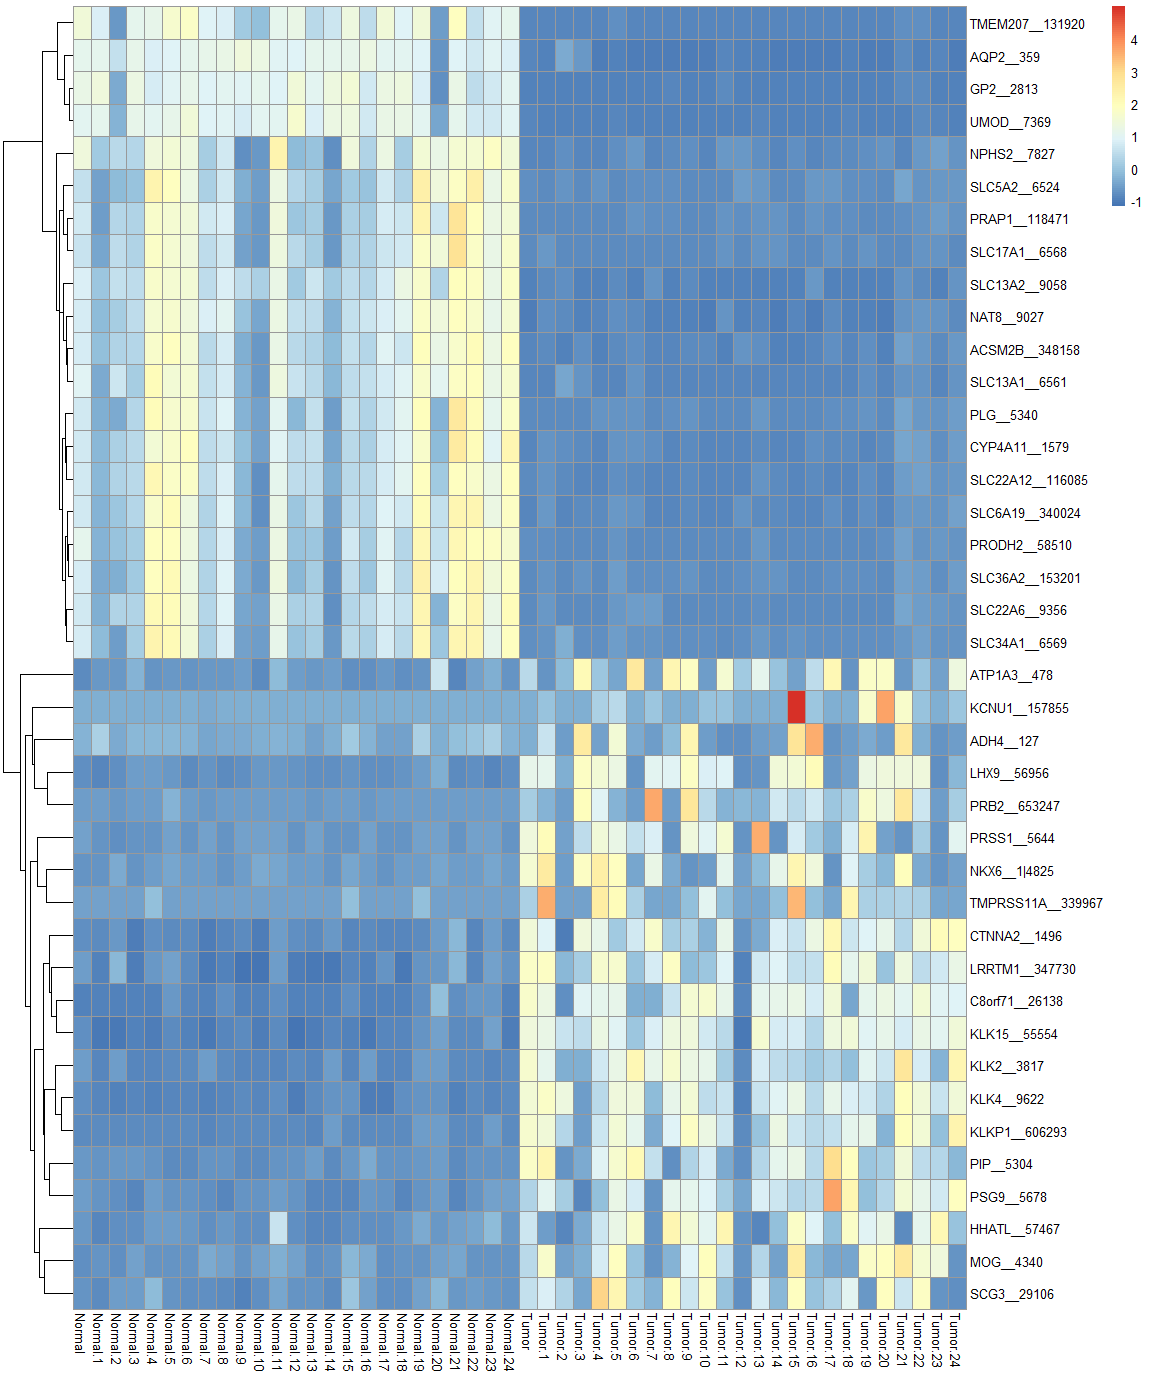 TMEM207__131920
AQP2__359
GP2__2813
UMOD__7369
NPHS2__7827
SLC5A2__6524
PRAP1__118471
SLC17A1__6568
SLC13A2__9058
NAT8__9027
ACSM2B__348158
SLC13A1__6561
PLG__5340
CYP4A11__1579
SLC22A12__116085
SLC6A19__340024
PRODH2__58510
SLC36A2__153201
SLC22A6__9356
SLC34A1__6569
ATP1A3__478
KCNU1__157855
ADH4__127
LHX9__56956
PRB2__653247
PRSS1__5644
NKX6__1|4825
TMPRSS11A__339967
CTNNA2__1496
LRRTM1__347730
C8orf71__26138
KLK15__55554
KLK2__3817
KLK4__9622
KLKP1__606293
PIP__5304
PSG9__5678
HHATL__57467
MOG__4340
SCG3__29106
4
3
2
1
0
-1
Normal
Normal.1
Normal.2
Normal.3
Normal.4
Normal.5
Normal.6
Normal.7
Normal.8
Normal.9
Normal.10
Normal.11
Normal.12
Normal.13
Normal.14
Normal.15
Normal.16
Normal.17
Normal.18
Normal.19
Normal.20
Normal.21
Normal.22
Normal.23
Normal.24
Tumor
Tumor.1
Tumor.2
Tumor.3
Tumor.4
Tumor.5
Tumor.6
Tumor.7
Tumor.8
Tumor.9
Tumor.10
Tumor.11
Tumor.12
Tumor.13
Tumor.14
Tumor.15
Tumor.16
Tumor.17
Tumor.18
Tumor.19
Tumor.20
Tumor.21
Tumor.22
Tumor.23
Tumor.24